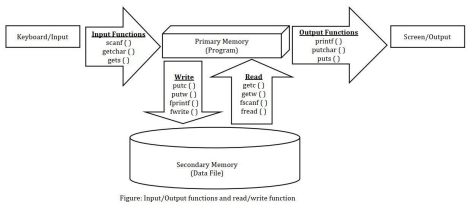 Keyboard/Input
Input Functions
scanf ( )
getchar ( )
gets ( )
Primary Memory
(Program)
Output Functions
printf ( )
putchar ( )
puts ( )
Screen/Output
Write
putc ( )
putw ( )
fprintf ( )
fwrite ( )
Read
getc ( )
getw ( )
fscanf ( )
fread ( )
Secondary Memory
(Data File)
Figure: Input/Output functions and read/write function